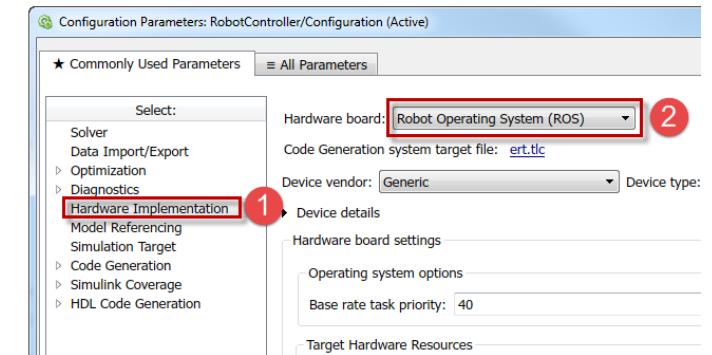 Configuration Parameters: RobotController/Configuration (Active)
★ Commonly Used Parameters
≡ All Parameters
Select:
Solver
Data Import/Export
Optimization
Diagnostics
Hardware Implementation
1
Model Referencing
Simulation Target
Code Generation
Simulink Coverage
HDL Code Generation
Hardware board: Robot Operating System (ROS)
2
Code Generation system target file: ert.tlc
Device vendor: Generic
Device type:
Device details
Hardware board settings
Operating system options
Base rate task priority: 40
Target Hardware Resources